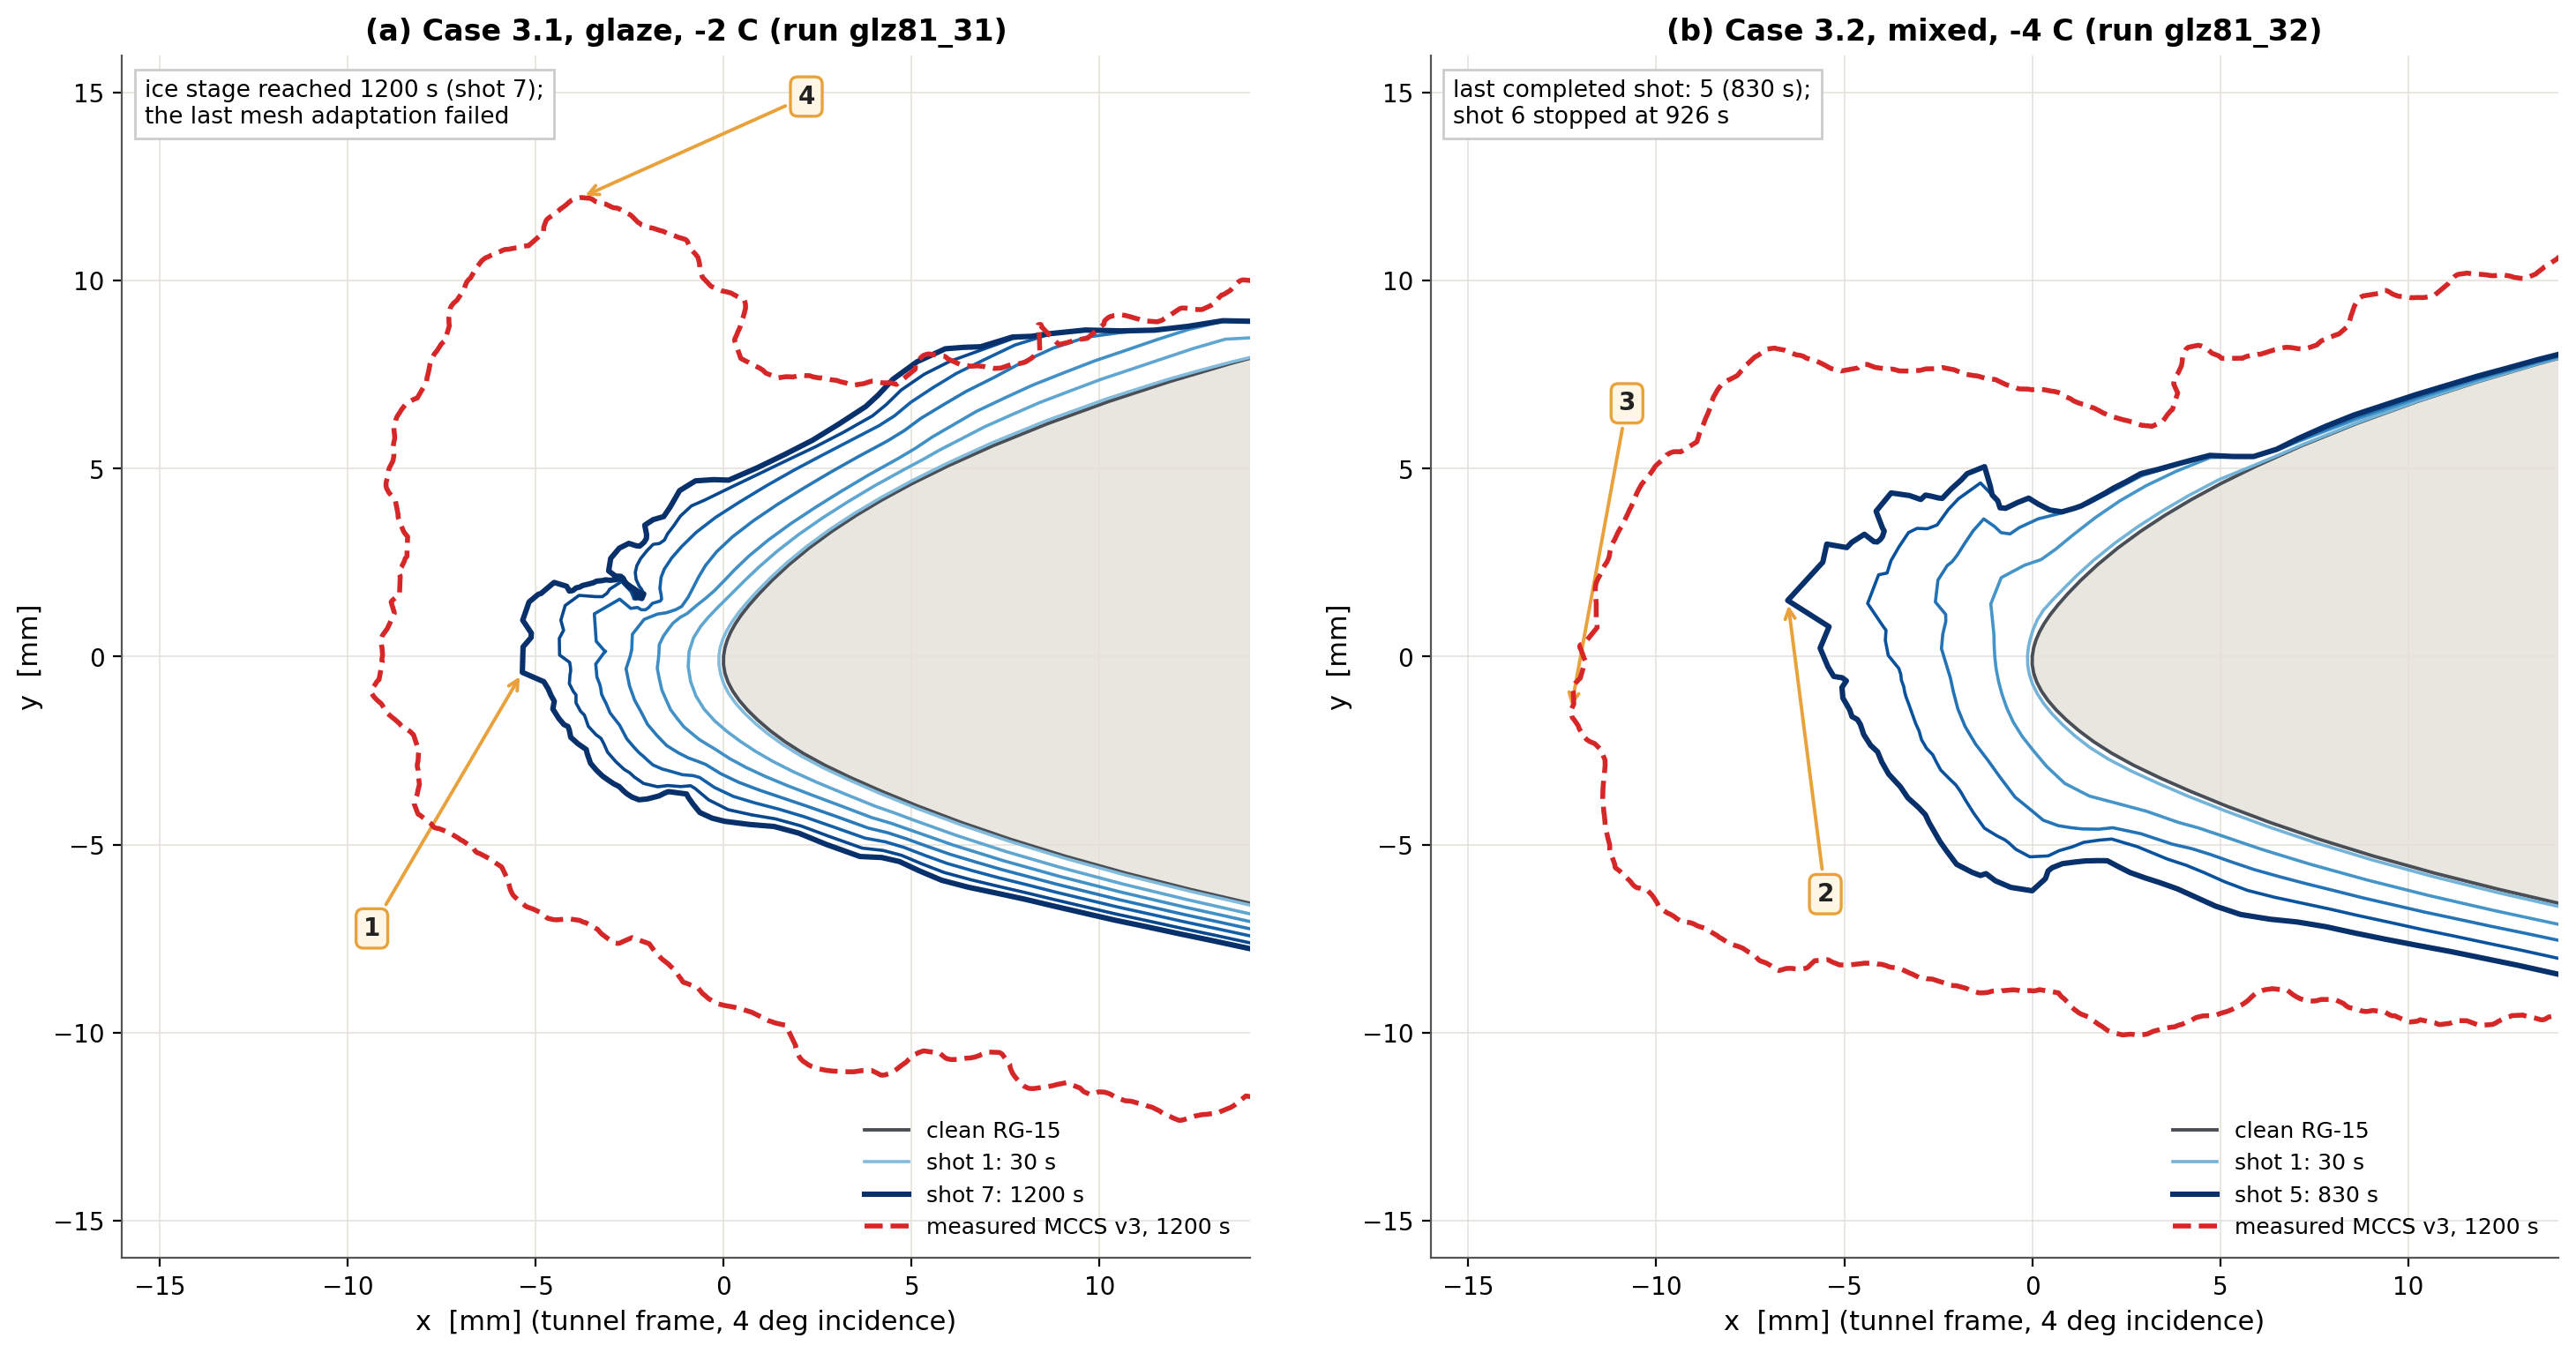 (a) Case 3.1, glaze, -2 C (run glz81_31)
ice stage reached 1200 s (shot 7);
the last mesh adaptation failed
4
1
15
10
5
0
−5
−10
−15
y [mm]
−15
−10
−5
0
5
10
x [mm] (tunnel frame, 4 deg incidence)
clean RG-15
shot 1: 30 s
shot 7: 1200 s
measured MCCS v3, 1200 s
(b) Case 3.2, mixed, -4 C (run glz81_32)
last completed shot: 5 (830 s);
shot 6 stopped at 926 s
3
2
15
10
5
0
−5
−10
−15
y [mm]
−15
−10
−5
0
5
10
x [mm] (tunnel frame, 4 deg incidence)
clean RG-15
shot 1: 30 s
shot 5: 830 s
measured MCCS v3, 1200 s